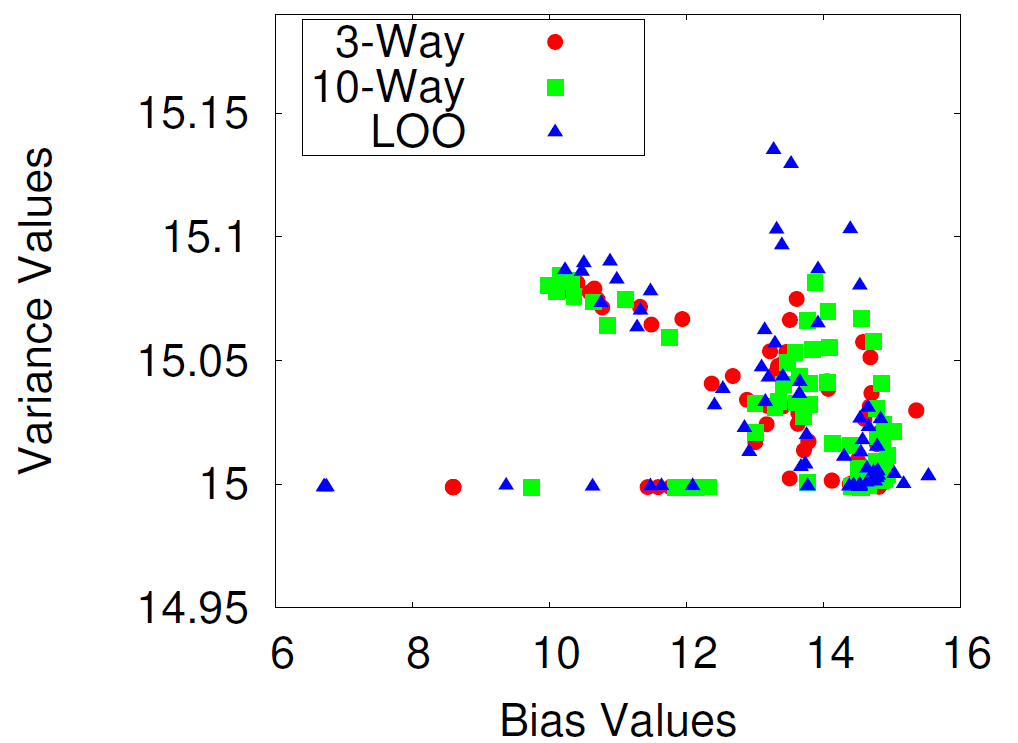 3-Way
10-Way
LOO
15.15
15.1
15.05
15
14.95
Variance Values
6 8 10 12 14 16
Bias Values